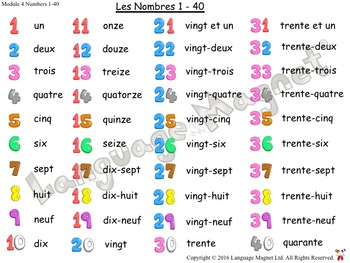 Module 4 Numbers 1-40
Les Nombres 1 - 40
1 un 11 onze 21 vingt et un 31 trente et un
2 deux 12 douze 22 vingt-deux 32 trente-deux
3 trois 13 treize 23 vingt-trois 33 trente-trois
4 quatre 14 quatorze 24 vingt-quatre 34 trente-quatre
5 cinq 15 quinze 25 vingt-cinq 35 trente-cinq
6 six 16 seize 26 vingt-six 36 trente-six
7 sept 17 dix-sept 27 vingt-sept 37 trente-sept
8 huit 18 dix-huit 28 vingt-huit 38 trente-huit
9 neuf 19 dix-neuf 29 vingt-neuf 39 trente-neuf
10 dix 20 vingt 30 trente 40 quarante
Language Magnet
Copyright © 2016 Language Magnet Ltd. All Rights Reserved.